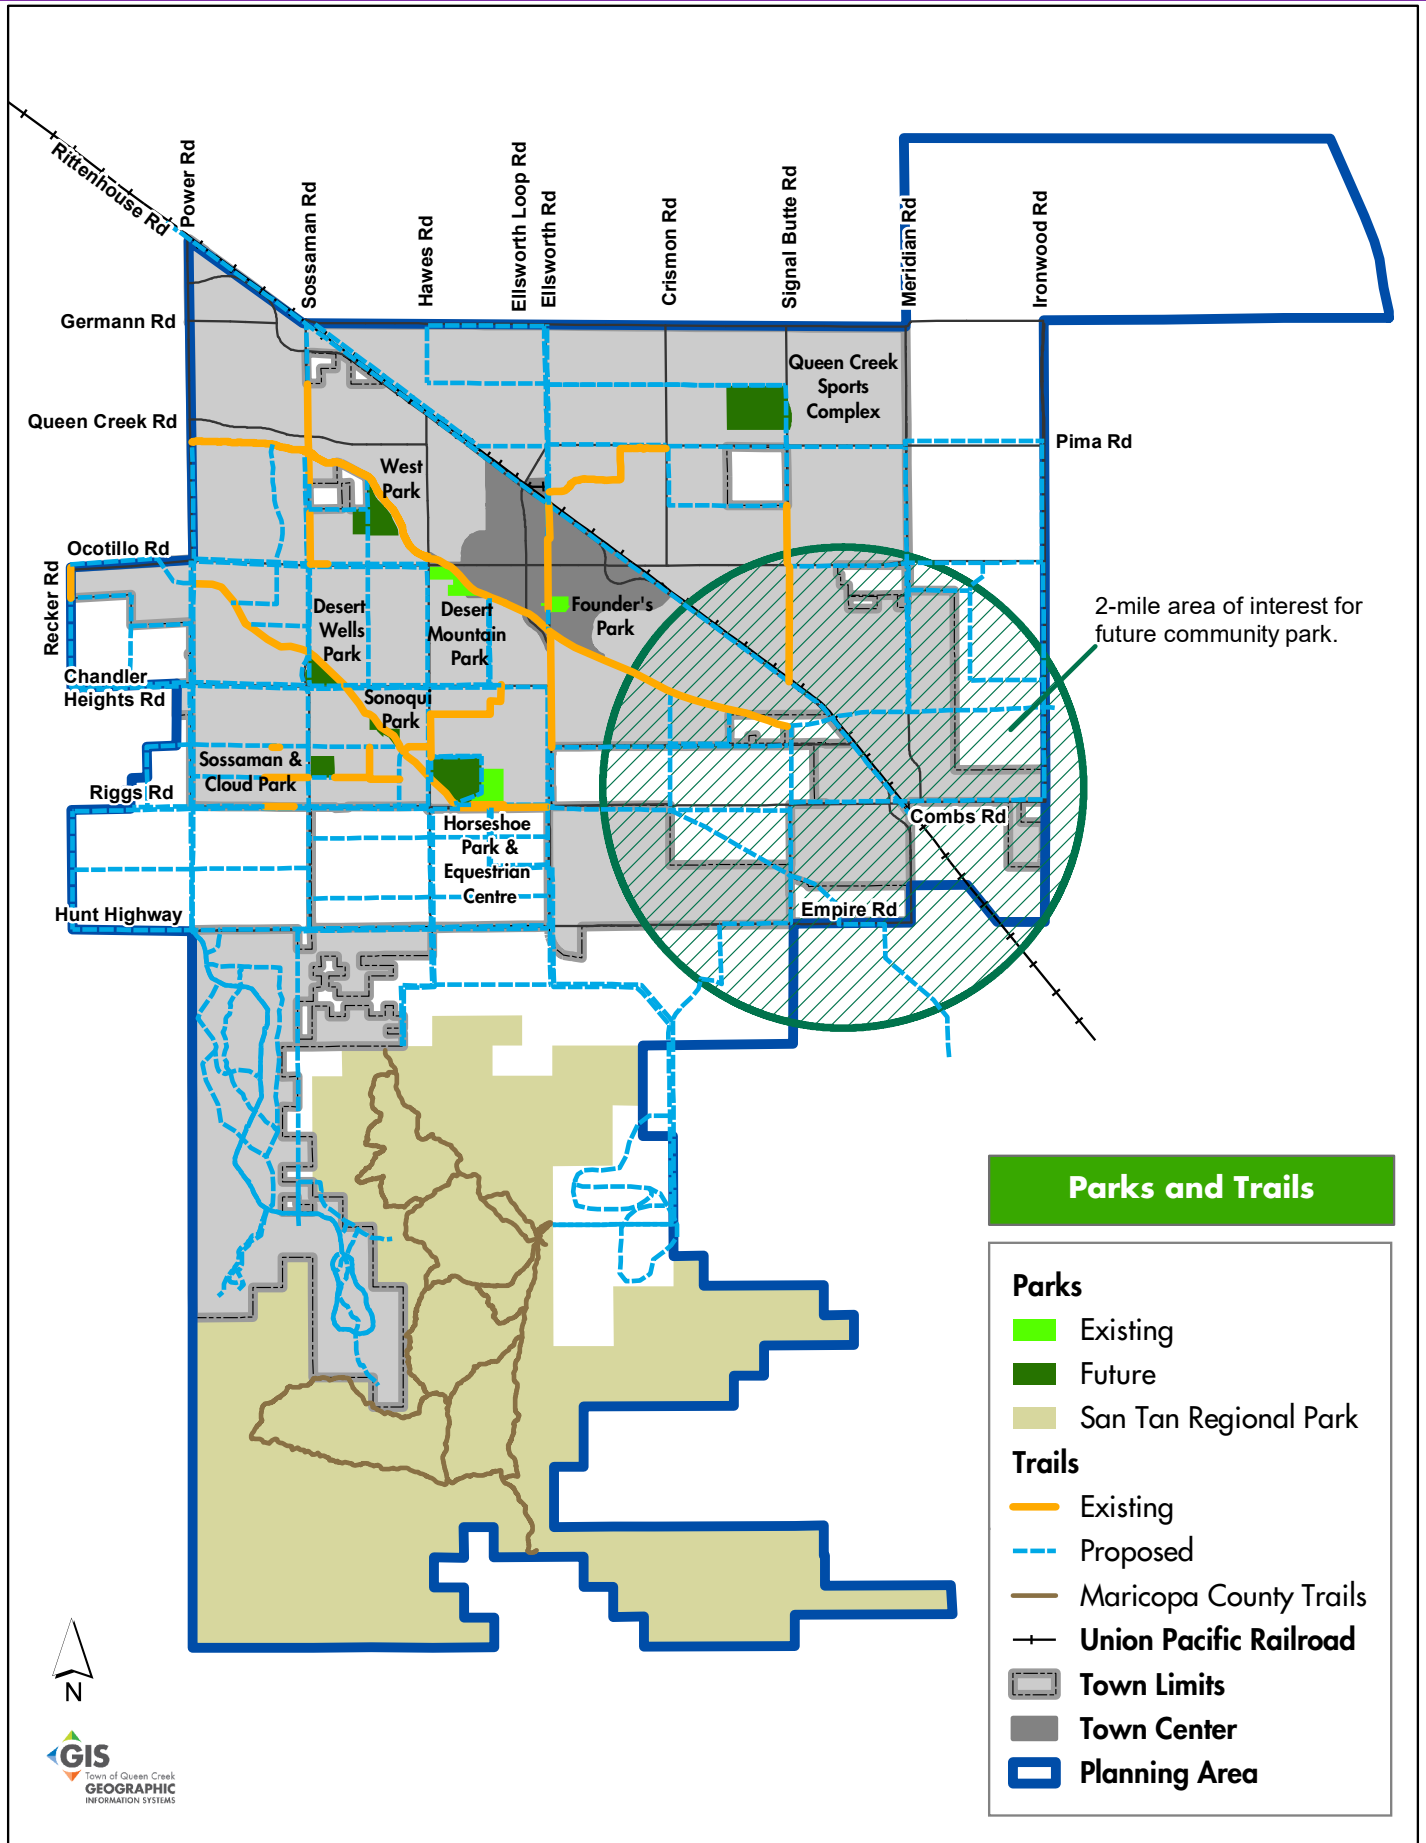 Rittenhouse Rd
Power Rd
Sossaman Rd
Hawes Rd
Ellsworth Loop Rd
Ellsworth Rd
Crismon Rd
Signal Butte Rd
Meridian Rd
Ironwood Rd
Germann Rd
Queen Creek
Sports
Complex
Queen Creek Rd
Pima Rd
West
Park
Ocotillo Rd
Recker Rd
Desert
Wells
Park
Desert
Mountain
Park
Founder's
Park
2-mile area of interest for
future community park.
Chandler
Heights Rd
Sonoqui
Park
Sossaman &
Cloud Park
Riggs Rd
Combs Rd
Horseshoe
Park &
Equestrian
Centre
Hunt Highway
Empire Rd
Parks and Trails
Parks
Existing
Future
San Tan Regional Park
Trails
Existing
Proposed
Maricopa County Trails
Union Pacific Railroad
Town Limits
Town Center
Planning Area
N
GIS
Town of Queen Creek
GEOGRAPHIC
INFORMATION SYSTEMS